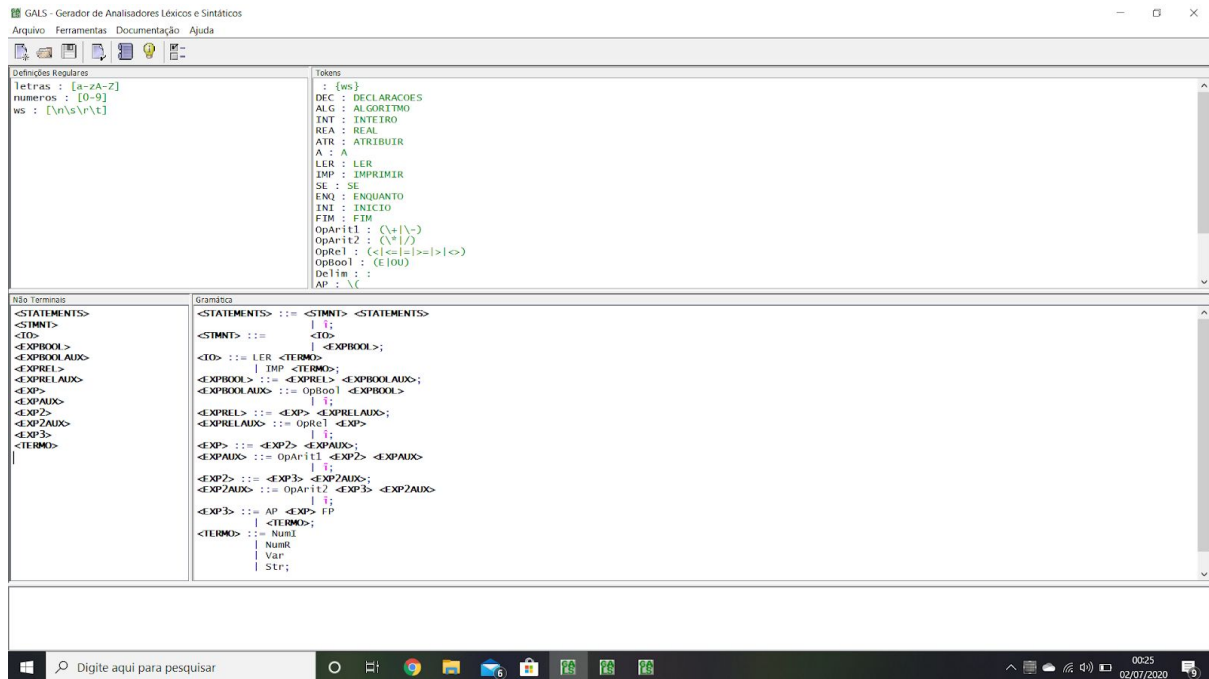 GALS - Gerador de Analisadores Léxicos e Sintáticos
Arquivo Ferramentas Documentação Ajuda
Definições Regulares
letras : [a-zA-Z]
numeros : [0-9]
ws : [\n\s\r\t]
Tokens
: {ws}
DEC : DECLARACOES
ALG : ALGORITMO
INT : INTEIRO
REA : REAL
ATR : ATRIBUIR
A : A
LER : LER
IMP : IMPRIMIR
SE : SE
ENQ : ENQUANTO
INI : INICIO
FIM : FIM
OpArit1 : (\+|\-)
OpArit2 : (\*|/)
OpRel : (<|<=|=|>=|>|<>)
OpBool : (E|OU)
Delim : :
AP : \(
Não Terminais
<STATEMENTS>
<STMNT>
<IO>
<EXPBOOL>
<EXPBOOLAUX>
<EXPREL>
<EXPRELAUX>
<EXP>
<EXPAUX>
<EXP2>
<EXP2AUX>
<EXP3>
<TERMO>
Gramática
<STATEMENTS> ::= <STMNT> <STATEMENTS>
| î;
<STMNT> ::= <IO>
| <EXPBOOL>;
<IO> ::= LER <TERMO>
| IMP <TERMO>;
<EXPBOOL> ::= <EXPREL> <EXPBOOLAUX>;
<EXPBOOLAUX> ::= OpBool <EXPBOOL>
| î;
<EXPREL> ::= <EXP> <EXPRELAUX>;
<EXPRELAUX> ::= OpRel <EXP>
| î;
<EXP> ::= <EXP2> <EXPAUX>;
<EXPAUX> ::= OpArit1 <EXP2> <EXPAUX>
| î;
<EXP2> ::= <EXP3> <EXP2AUX>;
<EXP2AUX> ::= OpArit2 <EXP3> <EXP2AUX>
| î;
<EXP3> ::= AP <EXP> FP
| <TERMO>;
<TERMO> ::= NumI
| NumR
| Var
| Str;
Digite aqui para pesquisar
6
00:25
02/07/2020
9